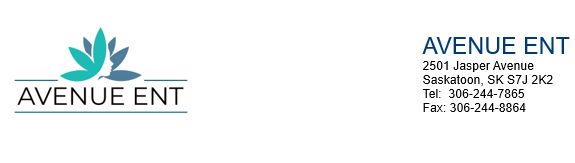 AVENUE ENT
AVENUE ENT
2501 Jasper Avenue
Saskatoon, SK S7J 2K2
Tel:  306-244-7865
Fax: 306-244-8864